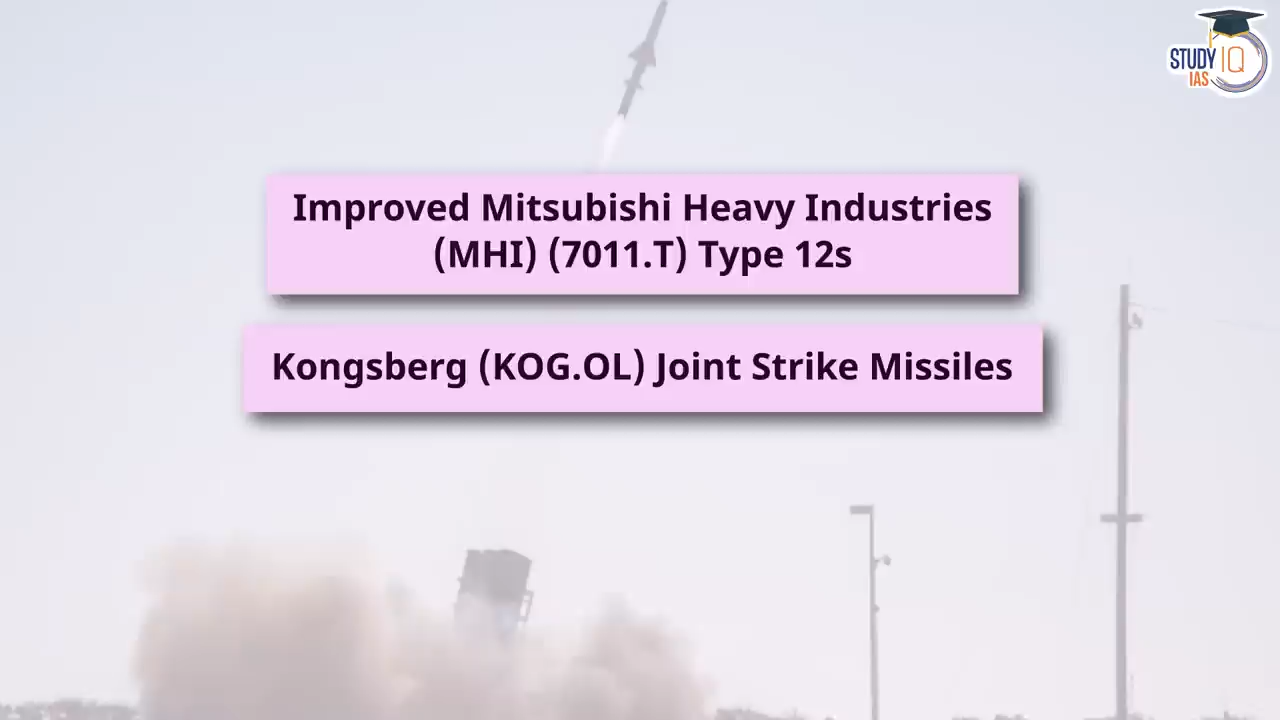 STUDY IQ
IAS
Improved Mitsubishi Heavy Industries
(MHI) (7011.T) Type 12s
Kongsberg (KOG.OL) Joint Strike Missiles